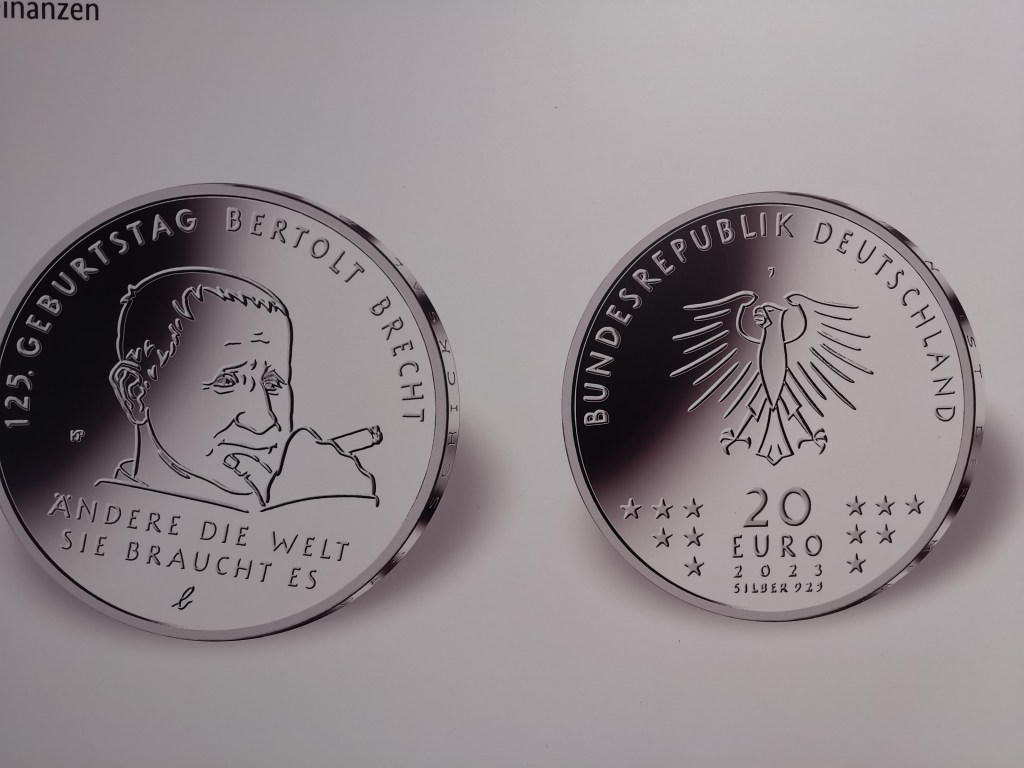 inanzen
125. GEBURTSTAG BERTOLT BRECHT
ÄNDERE DIE WELT
SIE BRAUCHT ES
b
BUNDESREPUBLIK DEUTSCHLAND
20
EURO
2023
SILBER 925